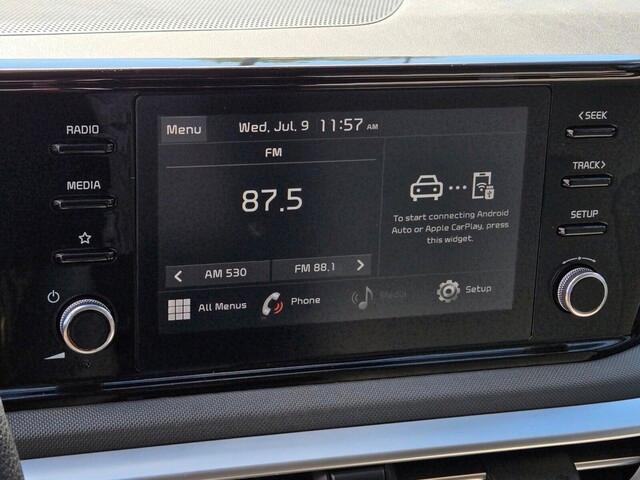 RADIO
MEDIA
Menu
Wed, Jul. 9 11:57 AM
FM
87.5
AM 530
FM 88.1
To start connecting Android
Auto or Apple CarPlay, press
this widget.
All Menus
Phone
Media
Setup
<SEEK
TRACK>
SETUP